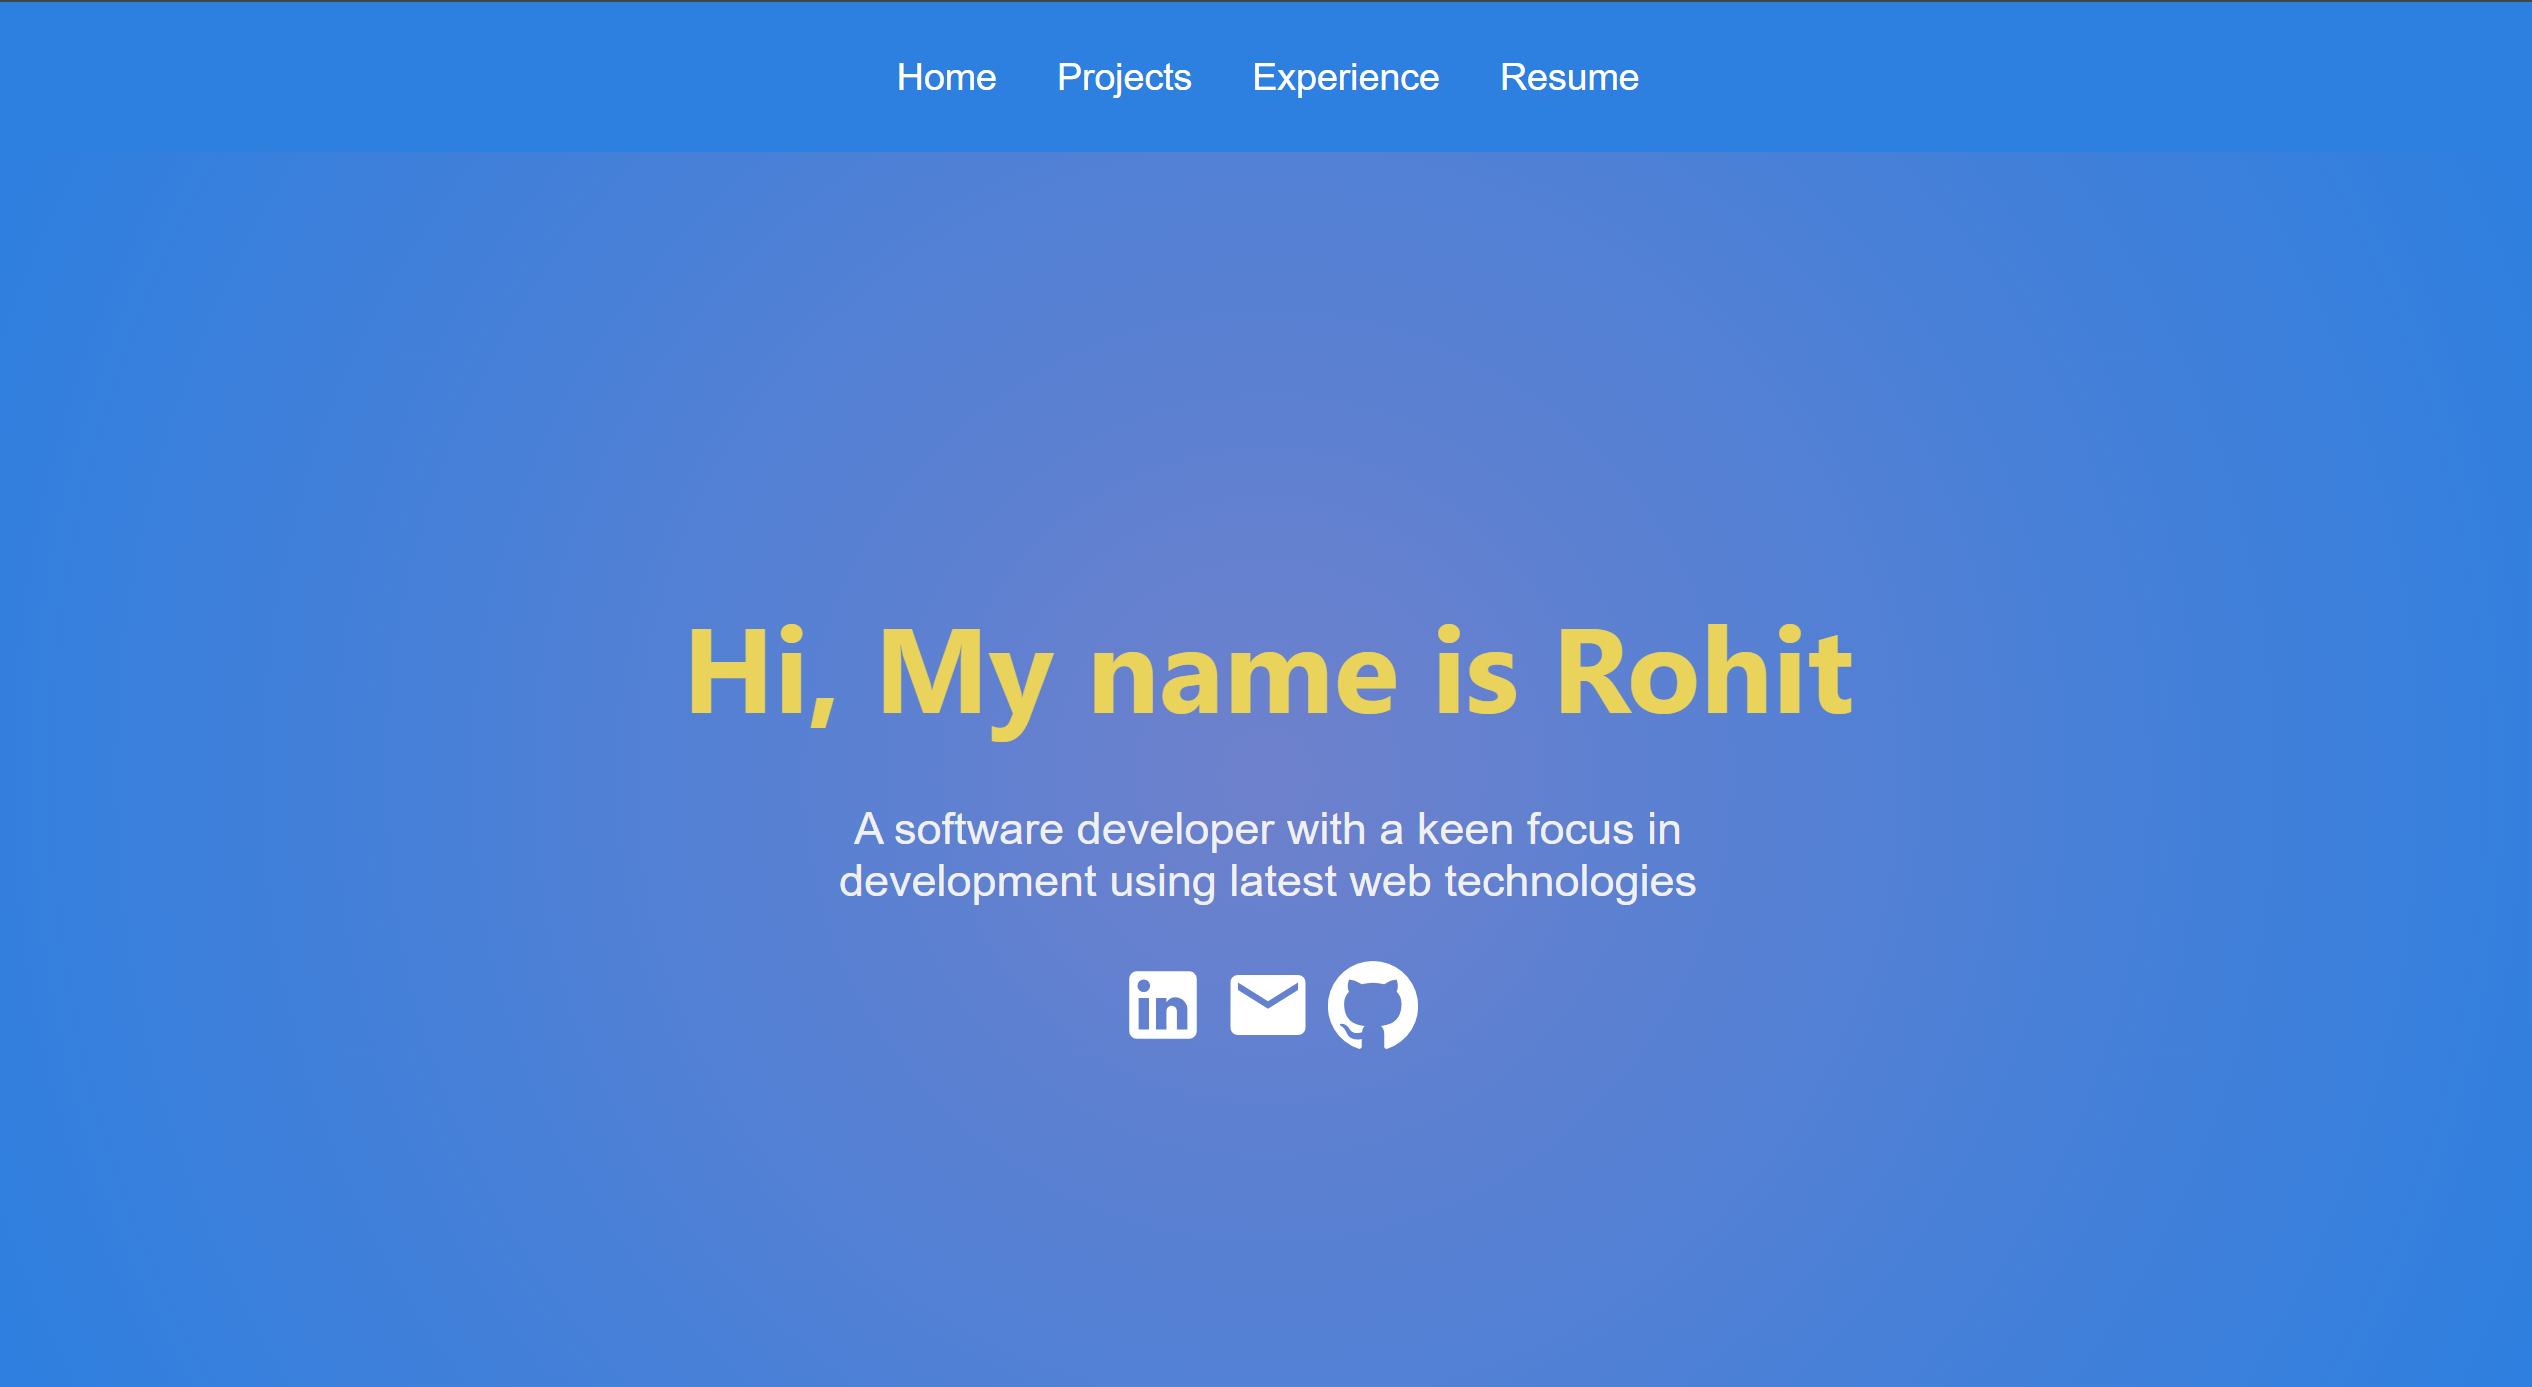 Home Projects Experience Resume
Hi, My name is Rohit
A software developer with a keen focus in
development using latest web technologies
in